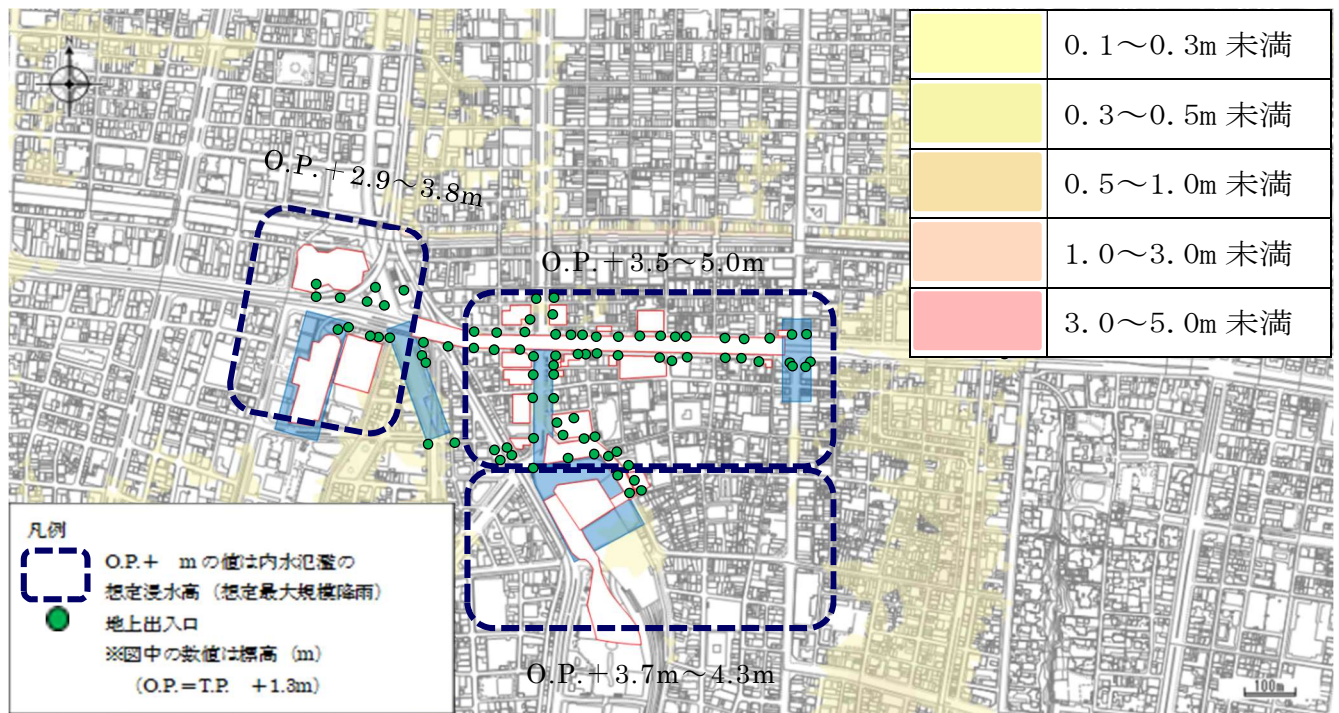 0.1～0.3m 未満
0.3～0.5m 未満
0.5～1.0m 未満
1.0～3.0m 未満
3.0～5.0m 未満
N
O.P.＋2.9～3.8m
O.P.＋3.5～5.0m
O.P.＋3.7m～4.3m
凡例
O.P.＋　m の値は内水氾濫の
想定浸水高（想定最大規模降雨）
地上出入口
※図中の数値は標高（m）
（O.P.＝T.P.　＋1.3m）
100m